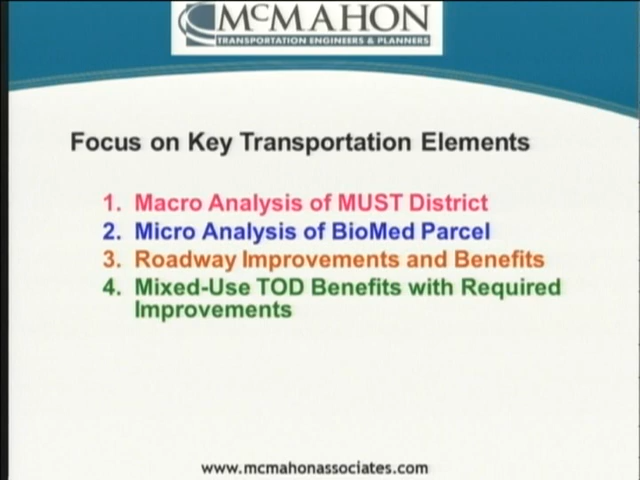 McMAHON
TRANSPORTATION ENGINEERS & PLANNERS
Focus on Key Transportation Elements
1. Macro Analysis of MUST District
2. Micro Analysis of BioMed Parcel
3. Roadway Improvements and Benefits
4. Mixed-Use TOD Benefits with Required
Improvements
www.mcmahonassociates.com